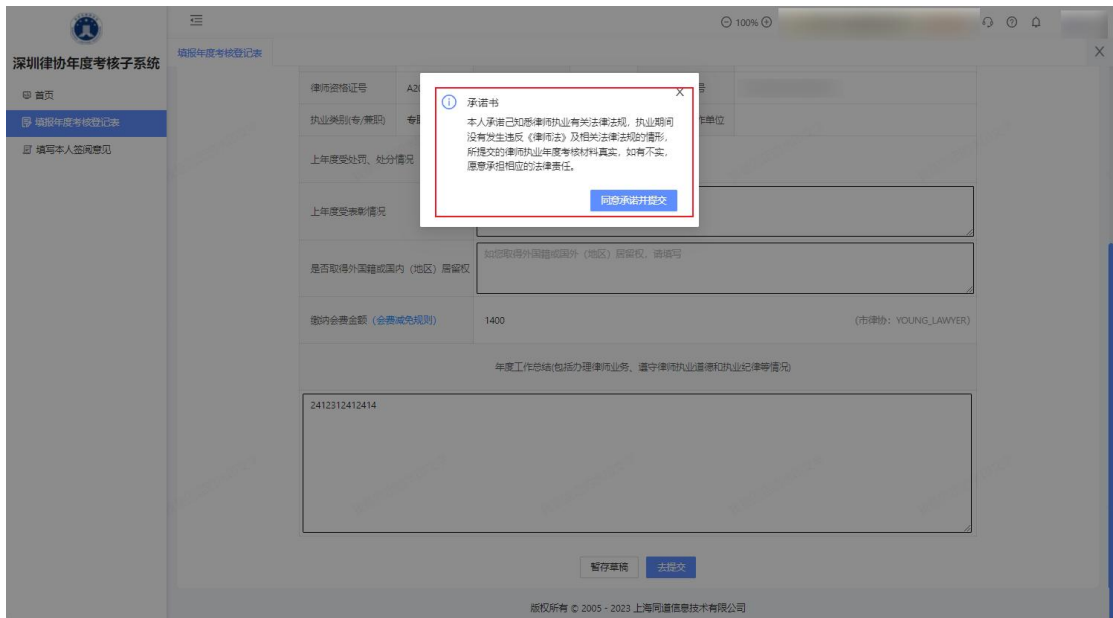 100%
深圳律协年度考核子系统
首页
填报年度考核登记表
填写本人签阅意见
填报年度考核登记表
X
律师资格证号 A20 号
执业类别(专/兼职) 专职 作单位
上年度受处罚、处分情况
上年度受表彰情况
承诺书
X
本人承诺已知悉律师执业有关法律法规，执业期间
没有发生违反《律师法》及相关法律法规的情形，
所提交的律师执业年度考核材料真实，如有不实，
愿意承担相应的法律责任。
同意承诺并提交
是否取得外国籍或国内（地区）居留权
如您取得外国籍或国外（地区）居留权，请填写
缴纳会费金额（会费减免规则） 1400 (市律协：YOUNG_LAWYER)
年度工作总结(包括办理律师业务、遵守律师执业道德和执业纪律等情况)
2412312412414
暂存草稿 去提交
版权所有 © 2005 - 2023 上海同道信息技术有限公司